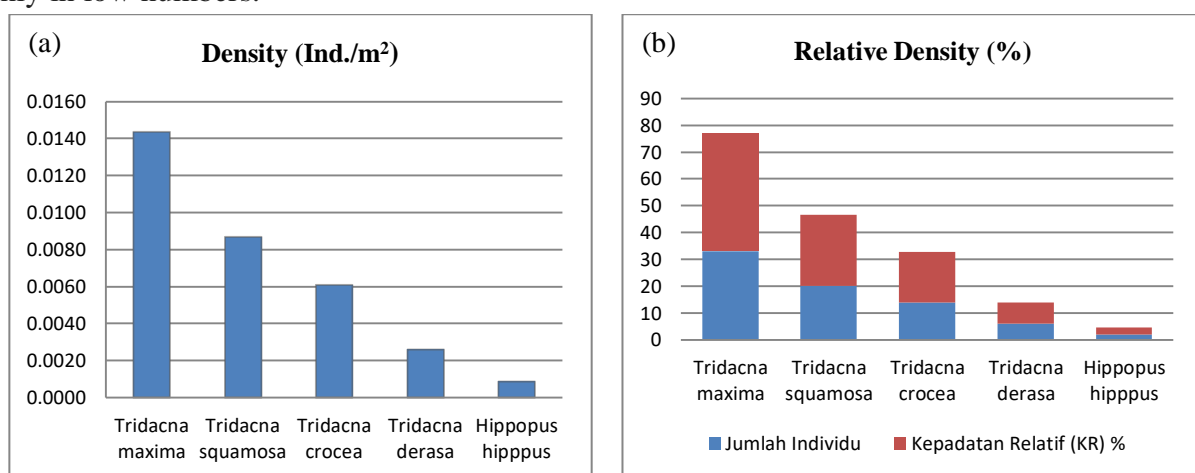 (a)
Density (Ind./m²)
0.0160
0.0140
0.0120
0.0100
0.0080
0.0060
0.0040
0.0020
0.0000
Tridacna maxima
Tridacna squamosa
Tridacna crocea
Tridacna derasa
Hippopus hipppus
(b)
Relative Density (%)
90
80
70
60
50
40
30
20
10
0
Tridacna maxima
Tridacna squamosa
Tridacna crocea
Tridacna derasa
Hippopus hipppus
Jumlah Individu
Kepadatan Relatif (KR) %